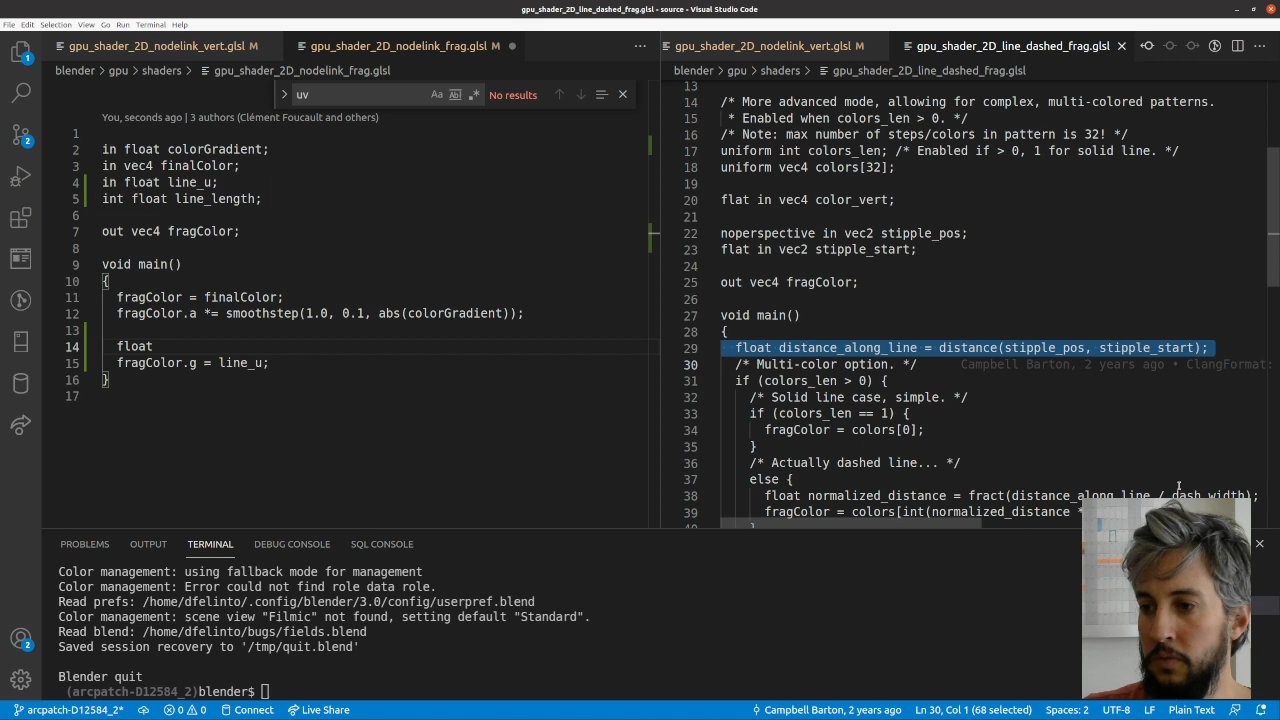 gpu_shader_2D_line_dashed_frag.glsl - source - Visual Studio Code
File Edit Selection View Go Run Terminal Help
gpu_shader_2D_nodelink_vert.glsl M
gpu_shader_2D_nodelink_frag.glsl M
blender > gpu > shaders > gpu_shader_2D_nodelink_frag.glsl
uv
Aa Abl .*
No results
You, seconds ago | 3 authors (Clément Foucault and others)
1
2 in float colorGradient;
3 in vec4 finalColor;
4 in float line_u;
5 int float line_length;
6
7 out vec4 fragColor;
8
9 void main()
10 {
11 fragColor = finalColor;
12 fragColor.a *= smoothstep(1.0, 0.1, abs(colorGradient));
13
14 float
15 fragColor.g = line_u;
16 }
17
gpu_shader_2D_nodelink_vert.glsl M
gpu_shader_2D_line_dashed_frag.glsl
blender > gpu > shaders > gpu_shader_2D_line_dashed_frag.glsl
13
14 /* More advanced mode, allowing for complex, multi-colored patterns.
15 * Enabled when colors_len > 0. */
16 /* Note: max number of steps/colors in pattern is 32! */
17 uniform int colors_len; /* Enabled if > 0, 1 for solid line. */
18 uniform vec4 colors[32];
19
20 flat in vec4 color_vert;
21
22 noperspective in vec2 stipple_pos;
23 flat in vec2 stipple_start;
24
25 out vec4 fragColor;
26
27 void main()
28 {
29 float distance_along_line = distance(stipple_pos, stipple_start);
30 /* Multi-color option. */ Campbell Barton, 2 years ago • ClangFormat:
31 if (colors_len > 0) {
32 /* Solid line case, simple. */
33 if (colors_len == 1) {
34 fragColor = colors[0];
35 }
36 /* Actually dashed line... */
37 else {
38 float normalized_distance = fract(distance_along_line / dash_width);
39 fragColor = colors[int(normalized_distance *
}
PROBLEMS OUTPUT TERMINAL DEBUG CONSOLE SQL CONSOLE
Color management: using fallback mode for management
Color management: Error could not find role data role.
Read prefs: /home/dfelinto/.config/blender/3.0/config/userpref.blend
Color management: scene view "Filmic" not found, setting default "Standard".
Read blend: /home/dfelinto/bugs/fields.blend
Saved session recovery to '/tmp/quit.blend'
Blender quit
(arcpatch-D12584_2)blender$
1
2
2
arcpatch-D12584_2* 0 0 Connect Live Share
Campbell Barton, 2 years ago Ln 30, Col 1 (68 selected) Spaces: 2 UTF-8 LF Plain Text